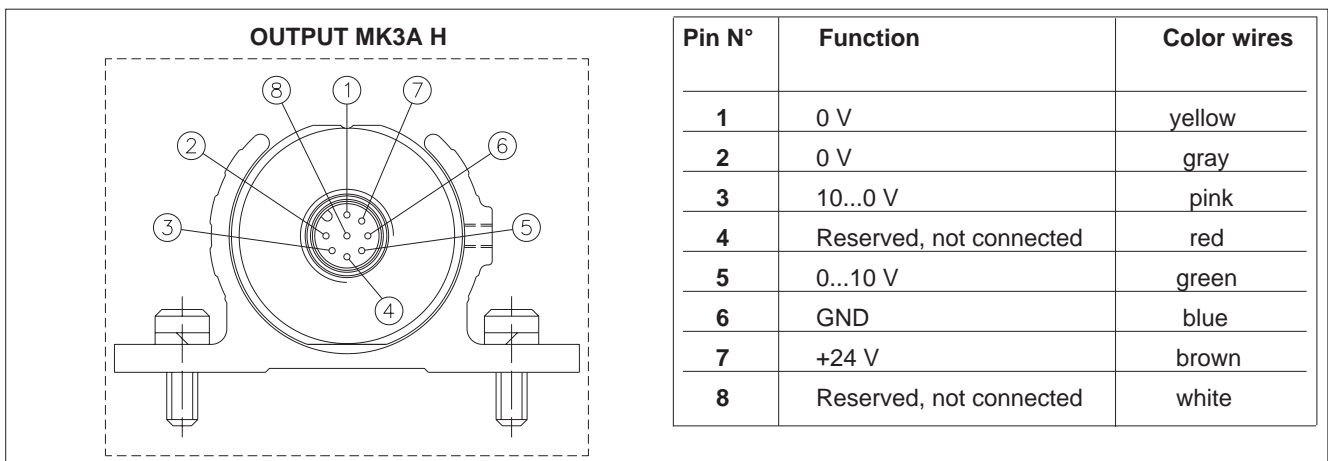 OUTPUT MK3A H
8
1
7
2
6
3
5
4
Pin N° Function Color wires
1 0 V yellow
2 0 V gray
3 10...0 V pink
4 Reserved, not connected red
5 0...10 V green
6 GND blue
7 +24 V brown
8 Reserved, not connected white